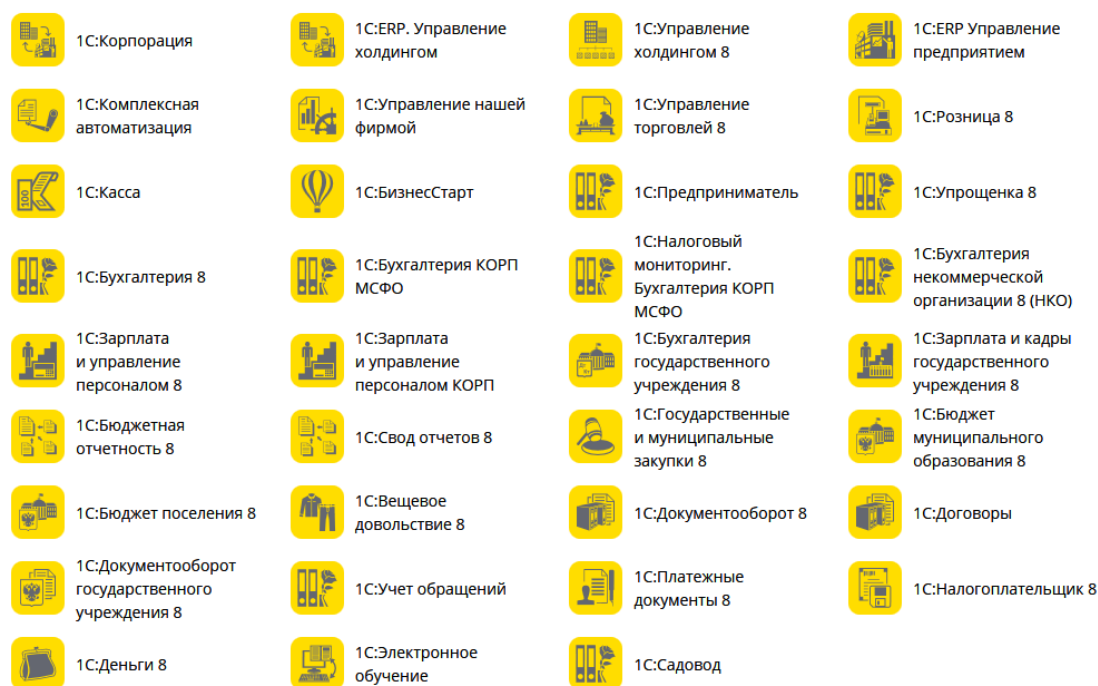 1С:Корпорация
1С:ERP. Управление
холдингом
1С:Управление
холдингом 8
1С:ERP Управление
предприятием
1С:Комплексная
автоматизация
1С:Управление нашей
фирмой
1С:Управление
торговлей 8
1С:Розница 8
100
1С:Касса
1С:БизнесСтарт
1С:Предприниматель
1С:Упрощенка 8
1С:Бухгалтерия 8
1С:Бухгалтерия КОРП
МСФО
1С:Налоговый
мониторинг.
Бухгалтерия КОРП
МСФО
1С:Бухгалтерия
некоммерческой
организации 8 (НКО)
1С:Зарплата
и управление
персоналом 8
1С:Зарплата
и управление
персоналом КОРП
1С:Бухгалтерия
государственного
учреждения 8
1С:Зарплата и кадры
государственного
учреждения 8
1С:Бюджетная
отчетность 8
1С:Свод отчетов 8
1С:Государственные
и муниципальные
закупки 8
1С:Бюджет
муниципального
образования 8
1С:Бюджет поселения 8
1С:Вещевое
довольствие 8
1С:Документооборот 8
1С:Договоры
1С:Документооборот
государственного
учреждения 8
1С:Учет обращений
1С:Платежные
документы 8
1С:Налогоплательщик 8
1С:Деньги 8
1С:Электронное
обучение
1С:Садовод